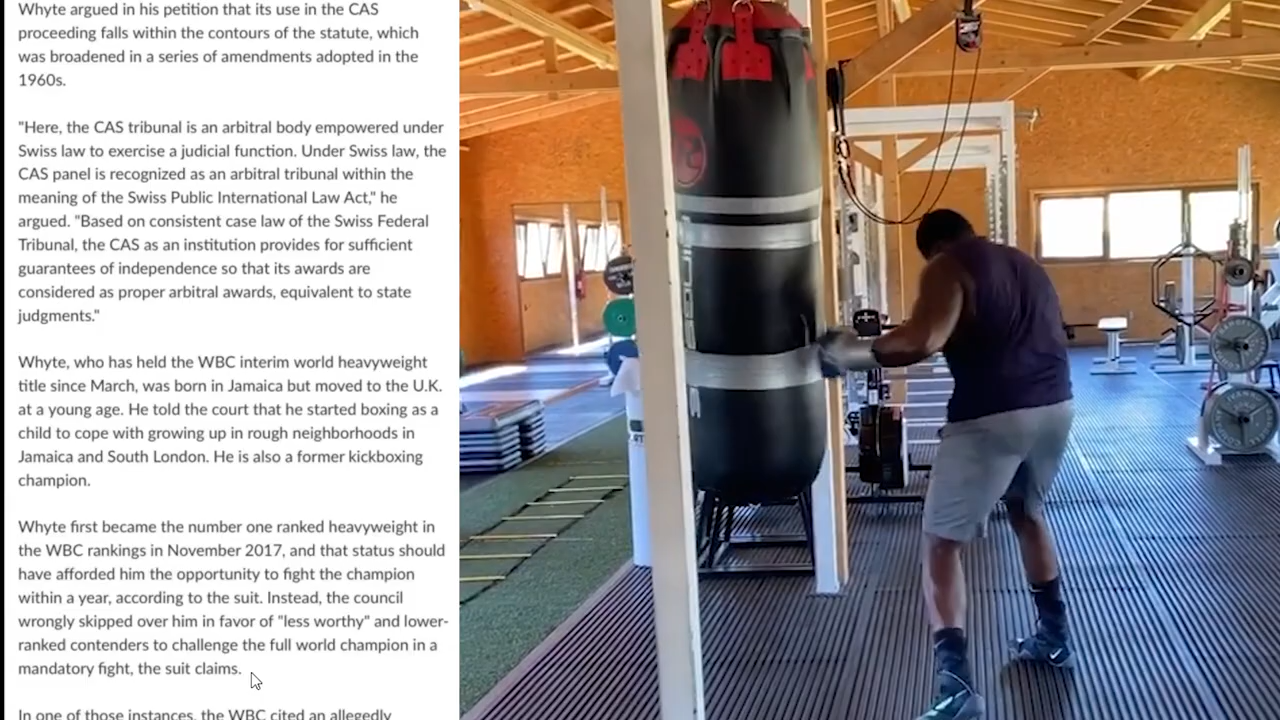 Whyte argued in his petition that its use in the CAS
proceeding falls within the contours of the statute, which
was broadened in a series of amendments adopted in the
1960s.
"Here, the CAS tribunal is an arbitral body empowered under
Swiss law to exercise a judicial function. Under Swiss law, the
CAS panel is recognized as an arbitral tribunal within the
meaning of the Swiss Public International Law Act," he
argued. "Based on consistent case law of the Swiss Federal
Tribunal, the CAS as an institution provides for sufficient
guarantees of independence so that its awards are
considered as proper arbitral awards, equivalent to state
judgments."
Whyte, who has held the WBC interim world heavyweight
title since March, was born in Jamaica but moved to the U.K.
at a young age. He told the court that he started boxing as a
child to cope with growing up in rough neighborhoods in
Jamaica and South London. He is also a former kickboxing
champion.
Whyte first became the number one ranked heavyweight in
the WBC rankings in November 2017, and that status should
have afforded him the opportunity to fight the champion
within a year, according to the suit. Instead, the council
wrongly skipped over him in favor of "less worthy" and lower-
ranked contenders to challenge the full world champion in a
mandatory fight, the suit claims.
In one of those instances, the WBC cited an allegedly